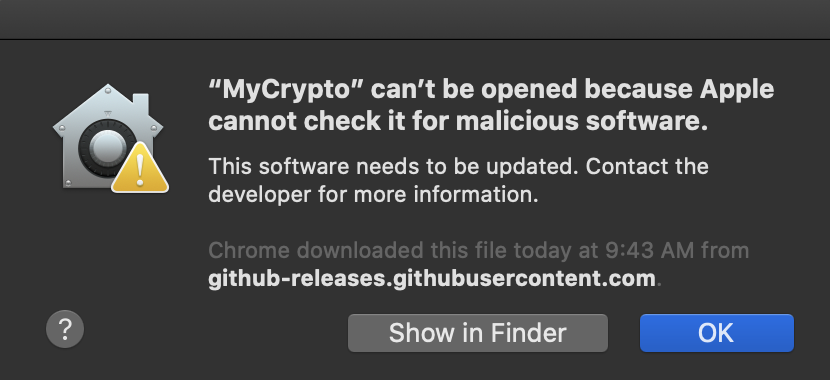 “MyCrypto” can’t be opened because Apple
cannot check it for malicious software.
This software needs to be updated. Contact the
developer for more information.
Chrome downloaded this file today at 9:43 AM from
github-releases.githubusercontent.com.
?
Show in Finder
OK